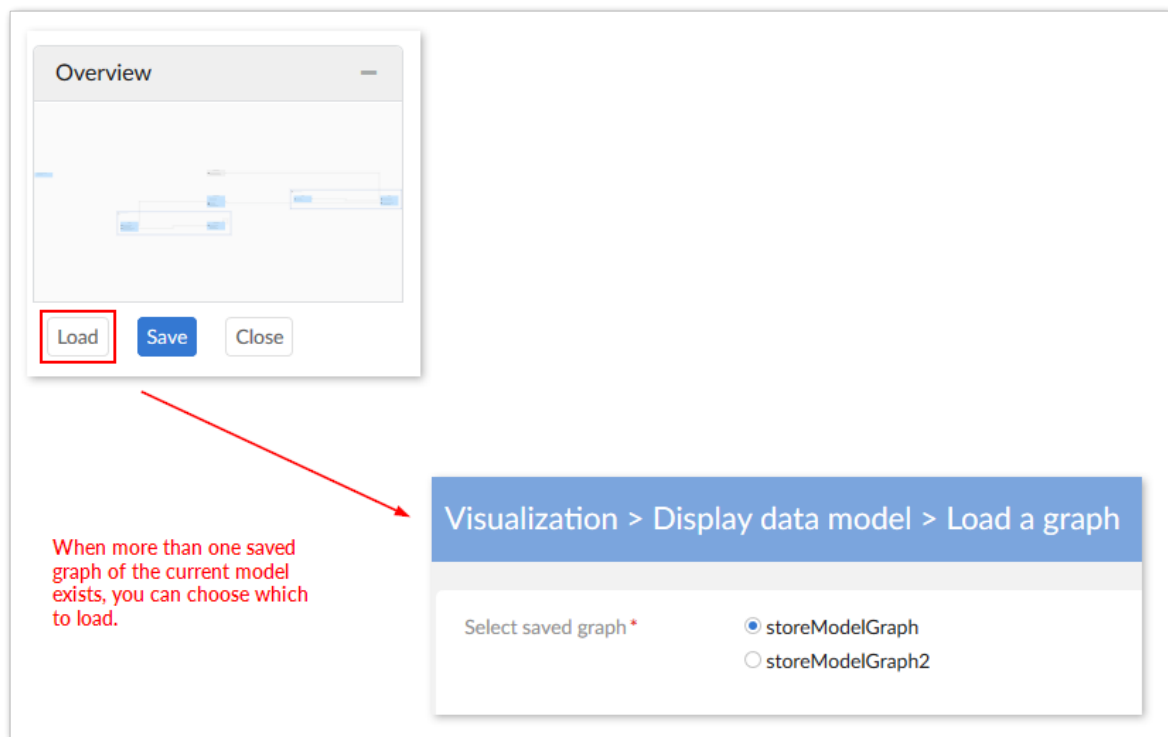 Overview
Load Save Close
When more than one saved
graph of the current model
exists, you can choose which
to load.
Visualization > Display data model > Load a graph
Select saved graph * storeModelGraph
storeModelGraph2